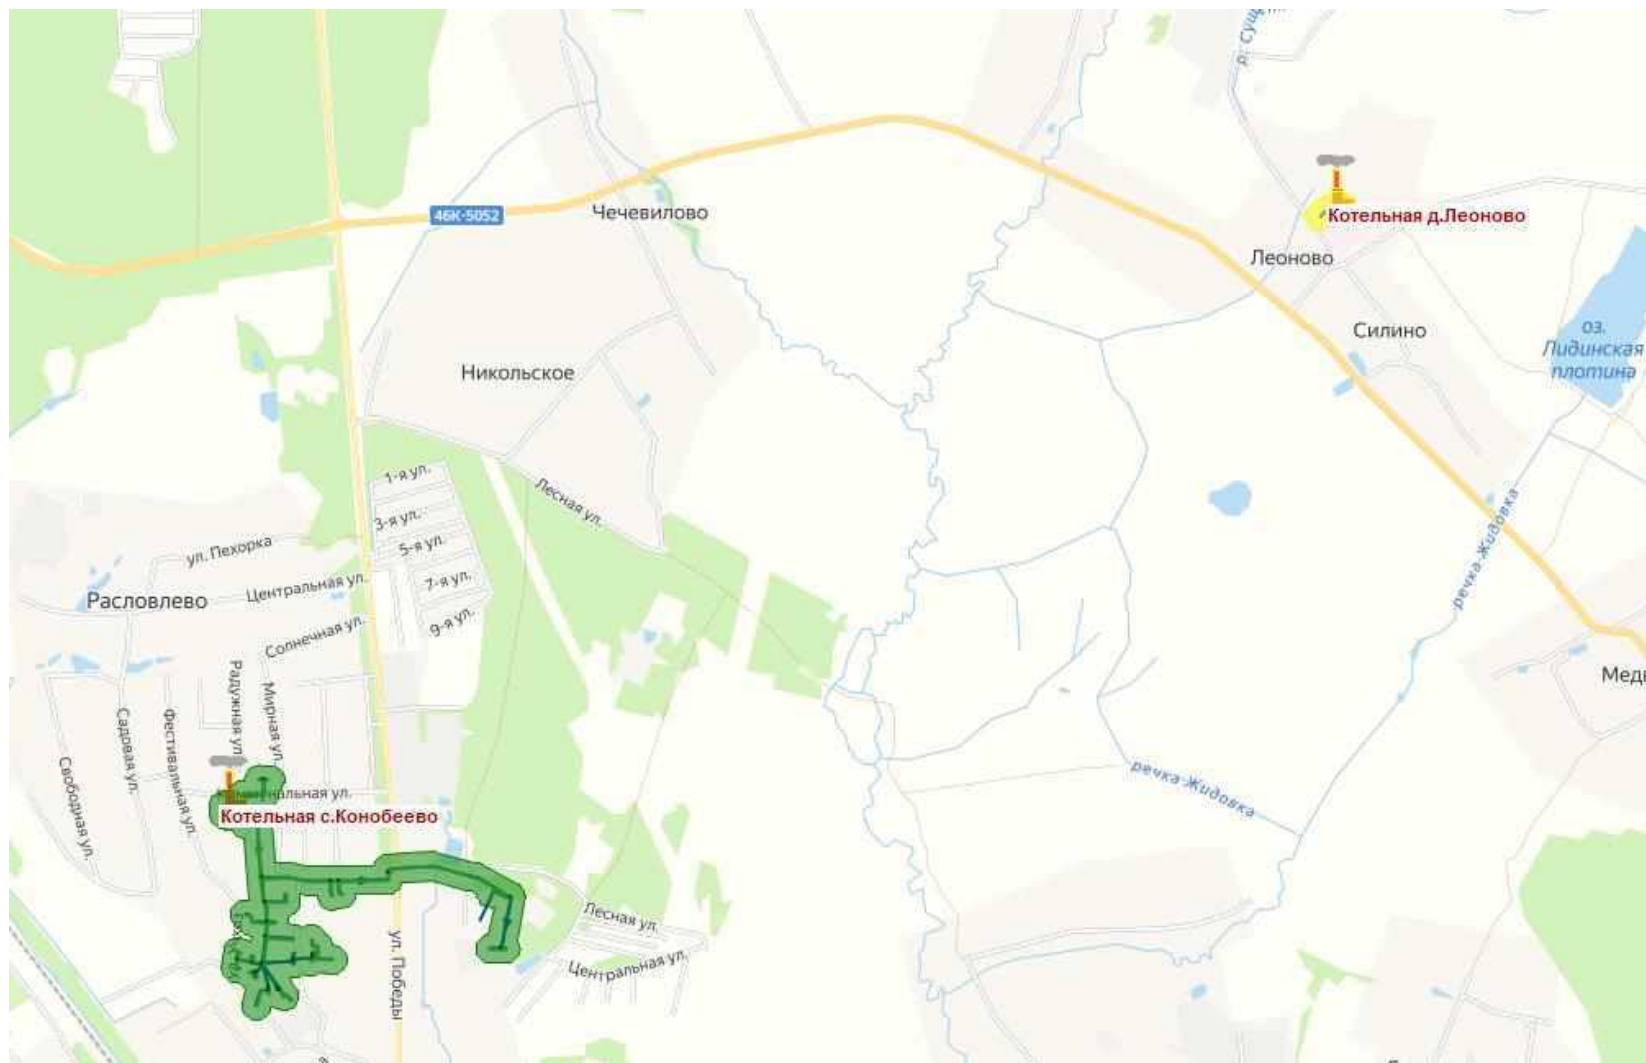 р. Сущ
46К-5052
Чечевилово
Котельная д.Леоново
Леоново
Силино
оз.
Лидинская
плотина
Никольское
1-я ул.
3-я ул.
5-я ул.
7-я ул.
9-я ул.
Лесная ул.
ул. Пехорка
Центральная ул.
Расловлево
Солнечная ул.
речка-Жидовка
Радужная ул.
Мирная ул.
Садовая ул.
Фестивальная ул.
Свободная ул.
Медв
речка-Жидовка
Котельная с.Конобеево
ул. Победы
Лесная ул.
Центральная ул.